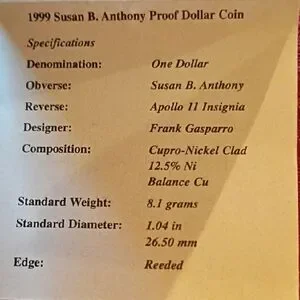 1999 Susan B. Anthony Proof Dollar Coin
Specifications
Denomination: One Dollar
Obverse: Susan B. Anthony
Reverse: Apollo 11 Insignia
Designer: Frank Gasparro
Composition: Cupro-Nickel Clad
12.5% Ni
Balance Cu
Standard Weight: 8.1 grams
Standard Diameter: 1.04 in
26.50 mm
Edge: Reeded